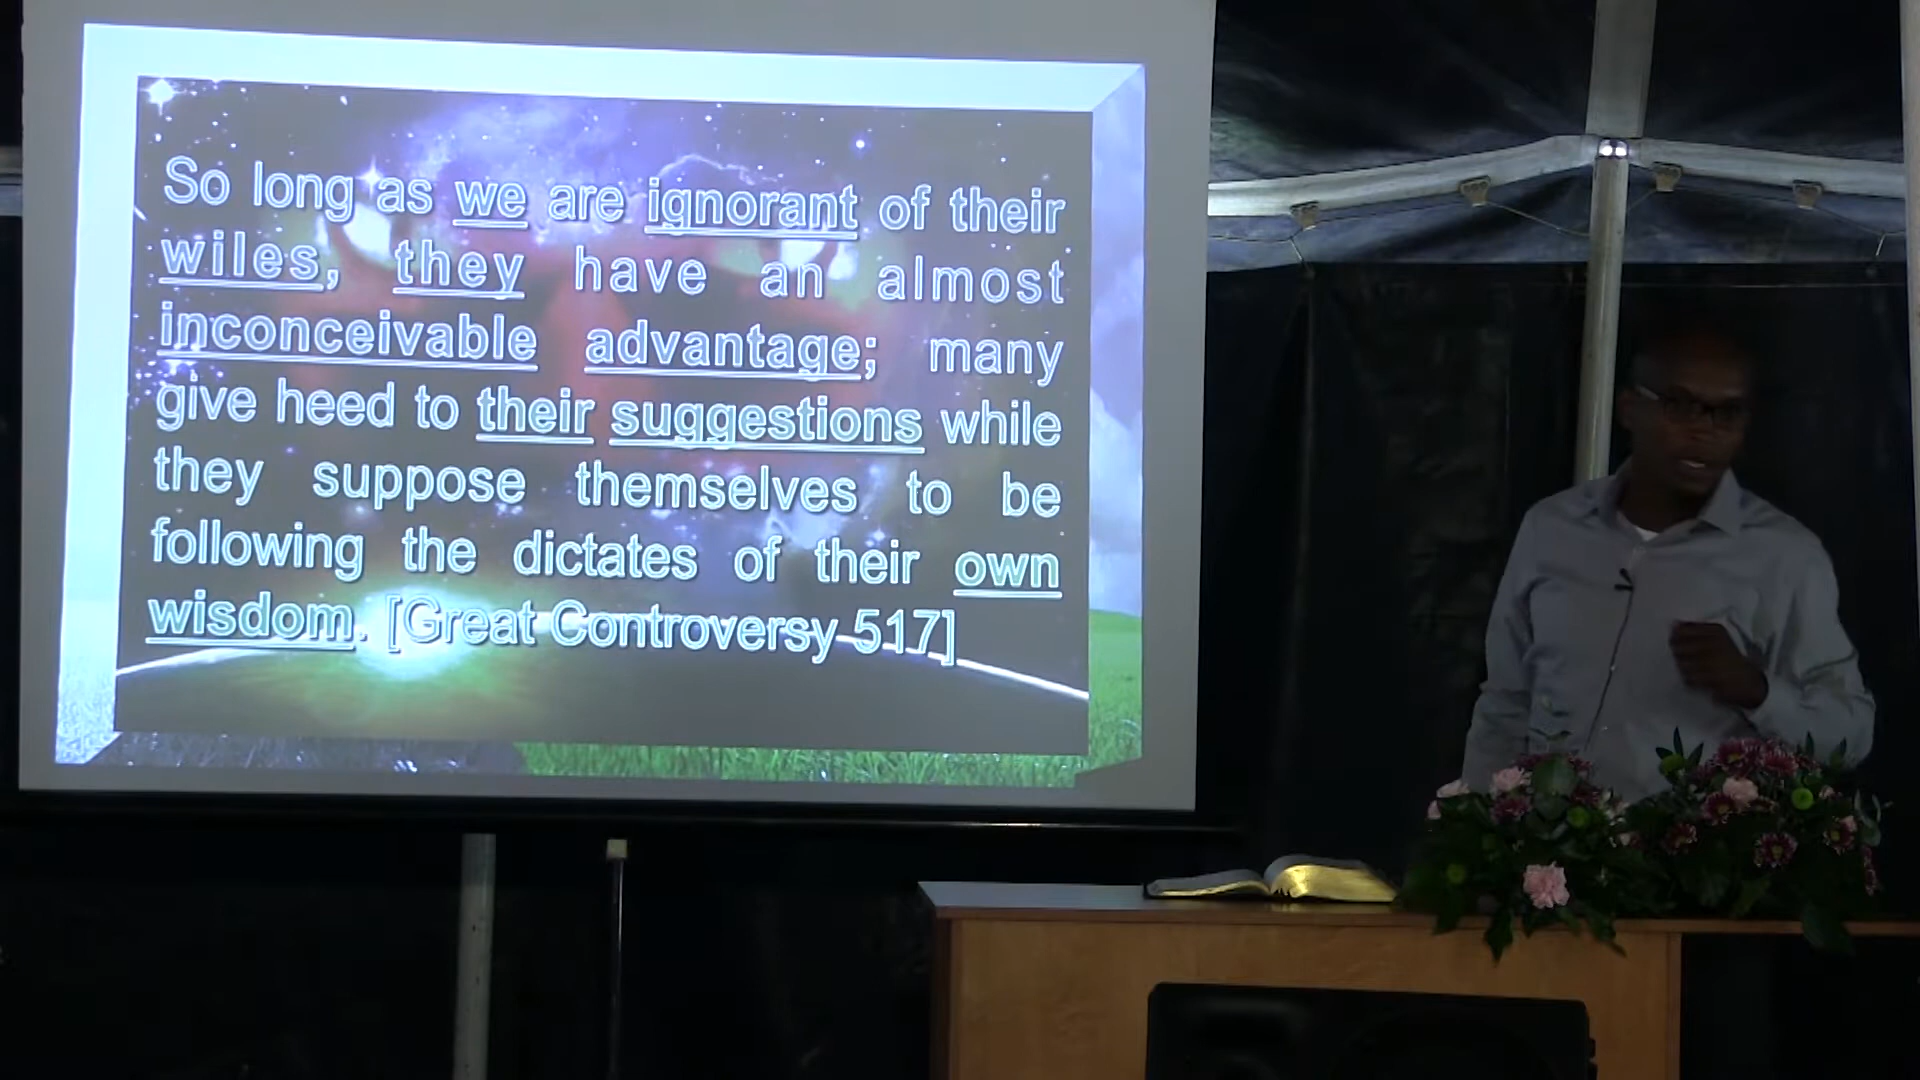 So long as we are ignorant of their
wiles, they have an almost
inconceivable advantage; many
give heed to their suggestions while
they suppose themselves to be
following the dictates of their own
wisdom. [Great Controversy 517]